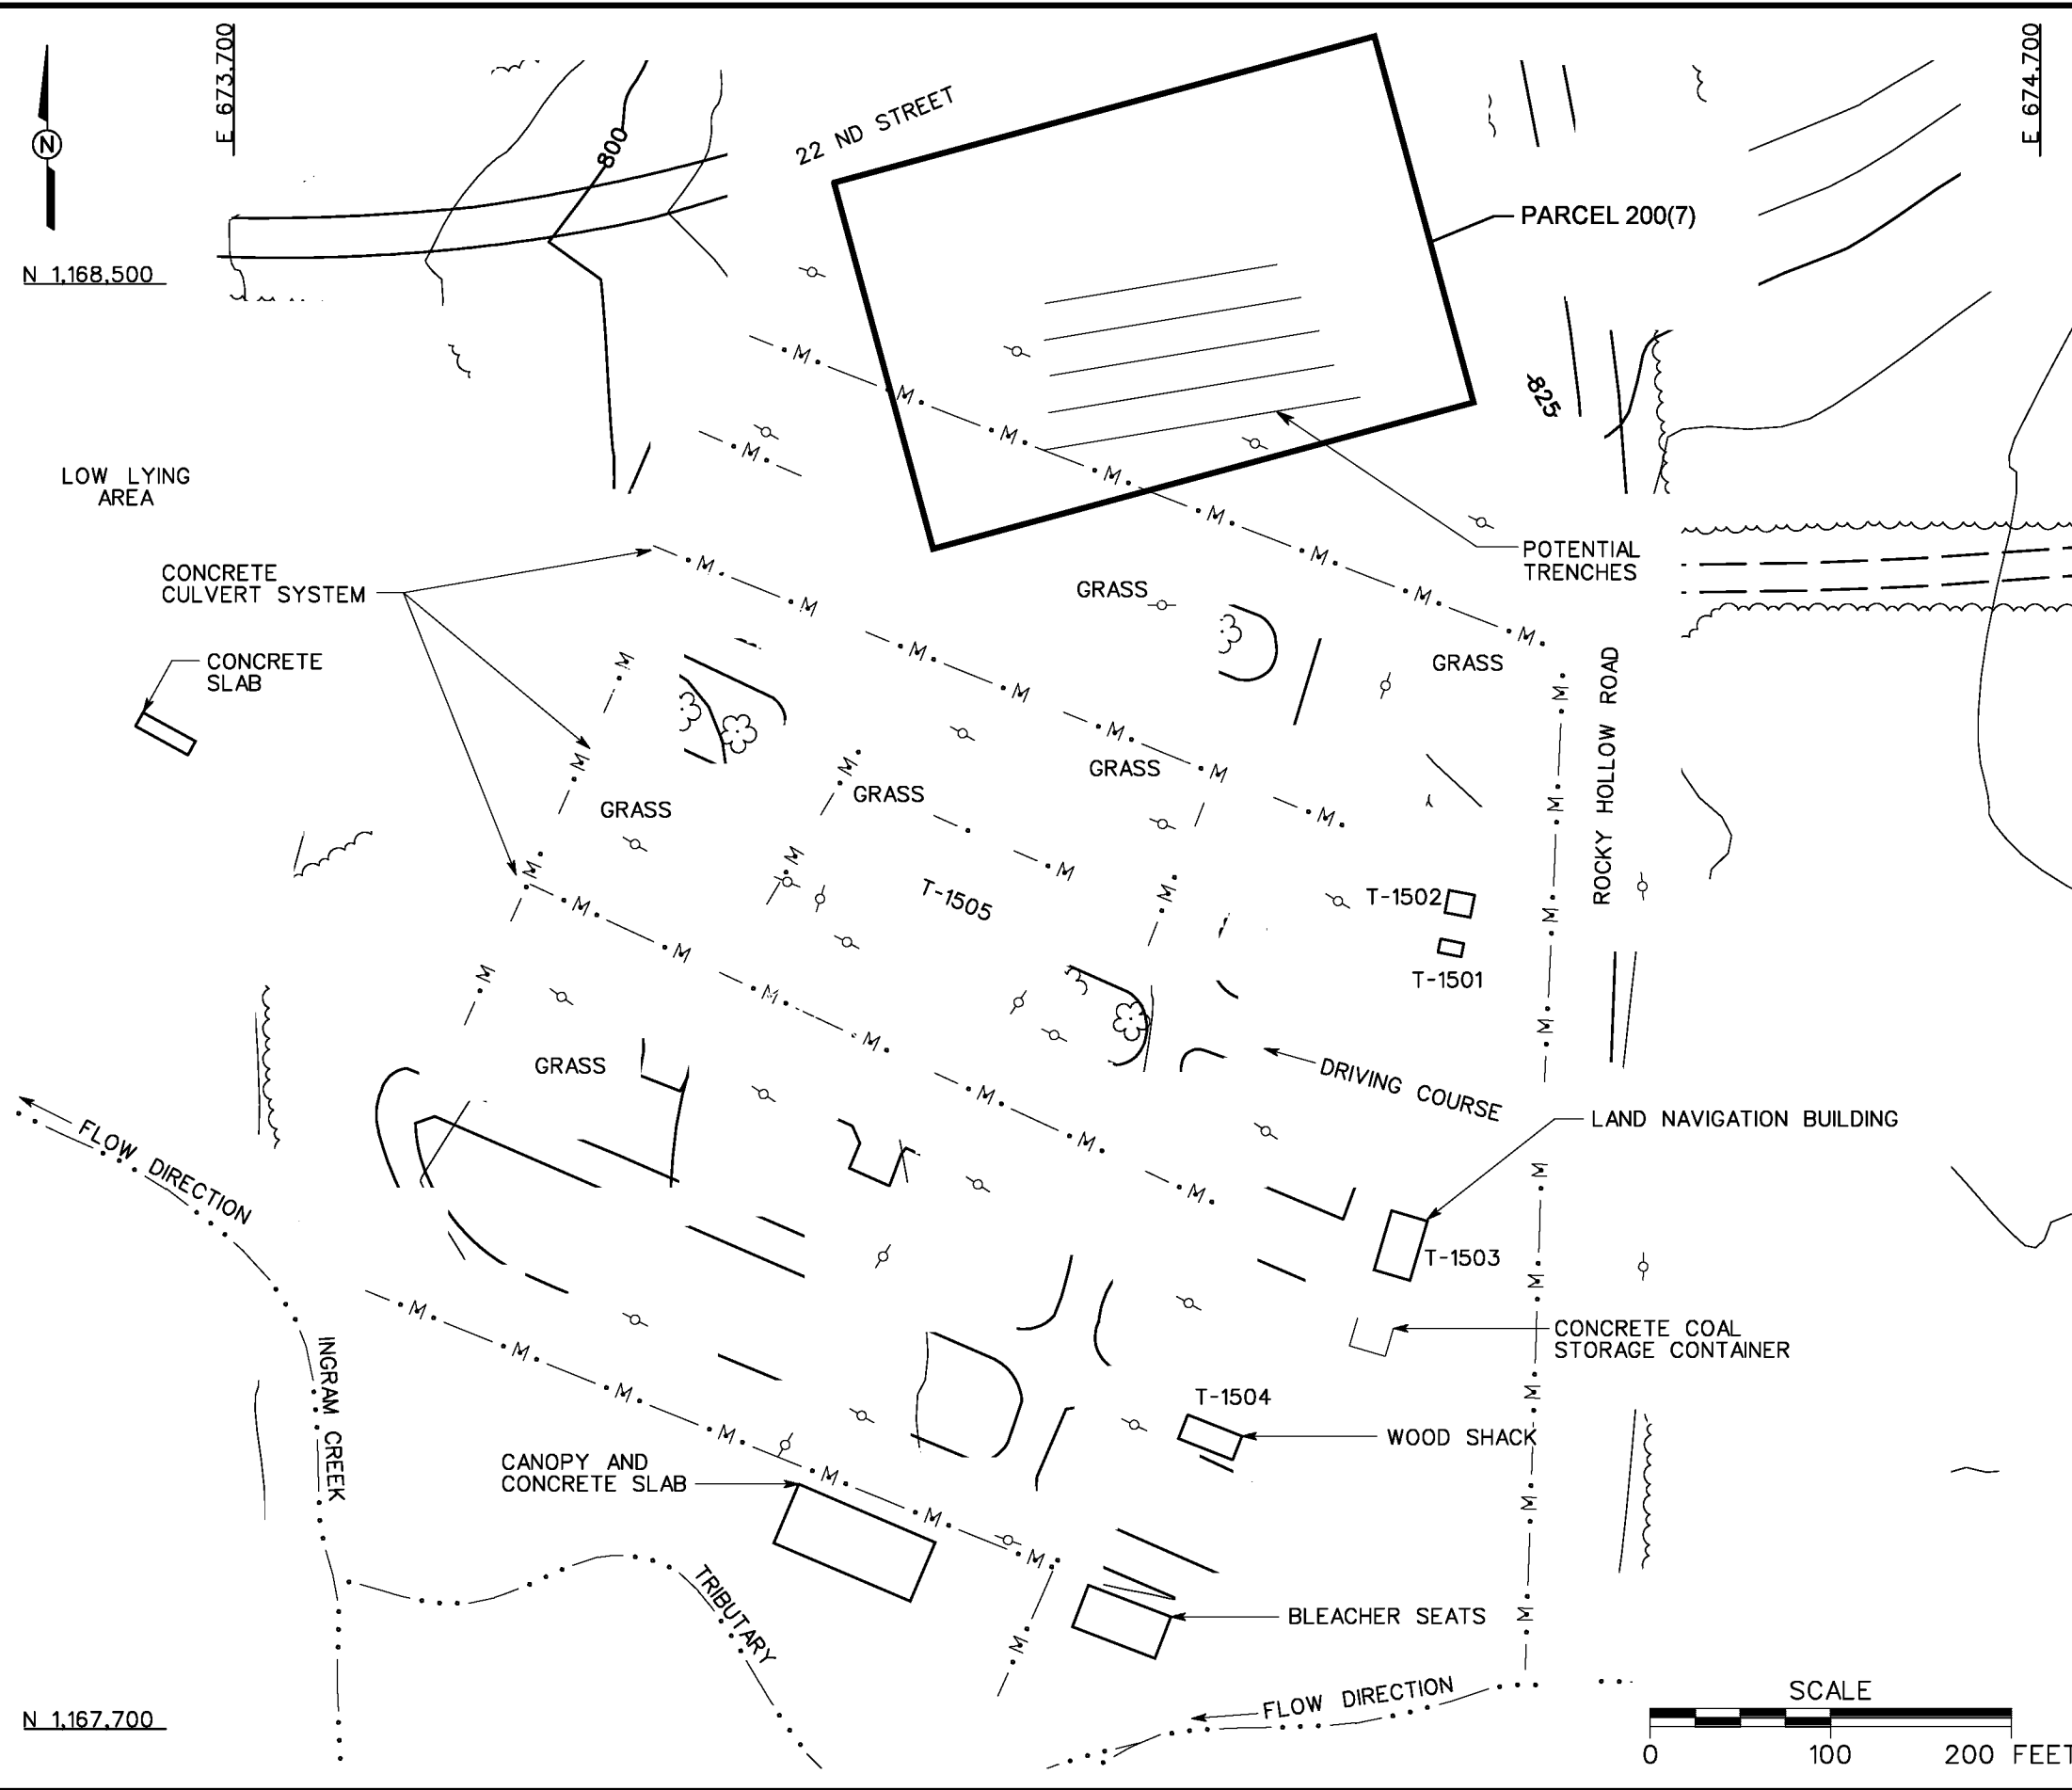 E 673,700
E 674,700
N
22 ND STREET
800
PARCEL 200(7)
N 1,168,500
825
LOW LYING
AREA
POTENTIAL
TRENCHES
CONCRETE
CULVERT SYSTEM
GRASS
GRASS
CONCRETE
SLAB
ROCKY HOLLOW ROAD
GRASS
GRASS
GRASS
T-1505
T-1502
T-1501
GRASS
DRIVING COURSE
LAND NAVIGATION BUILDING
FLOW DIRECTION
T-1503
INGRAM CREEK
CONCRETE COAL
STORAGE CONTAINER
T-1504
WOOD SHACK
CANOPY AND
CONCRETE SLAB
TRIBUTARY
BLEACHER SEATS
FLOW DIRECTION
SCALE
N 1,167,700
0 100 200 FEET